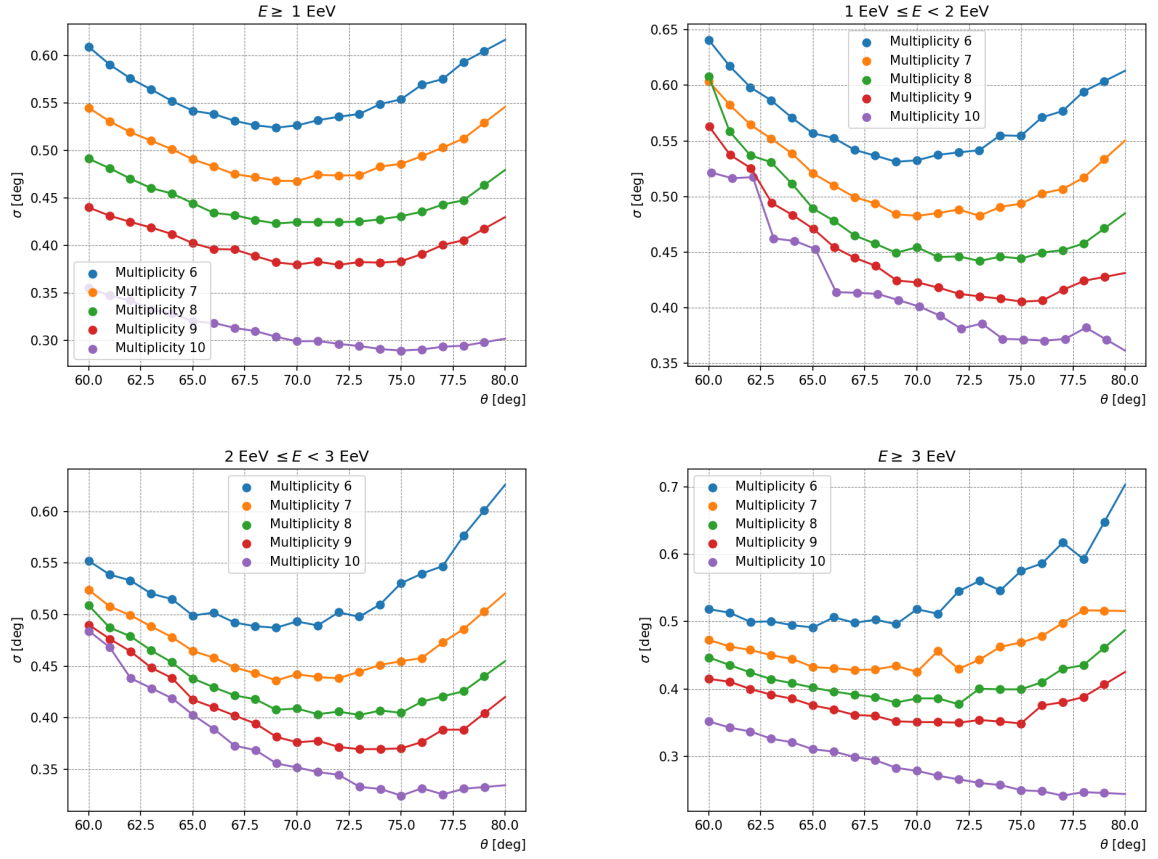 E ≥ 1 EeV
0.60
0.55
0.50
0.45
0.40
0.35
0.30
σ [deg]
Multiplicity 6
Multiplicity 7
Multiplicity 8
Multiplicity 9
Multiplicity 10
60.0 62.5 65.0 67.5 70.0 72.5 75.0 77.5 80.0
θ [deg]
1 EeV ≤ E < 2 EeV
0.65
0.60
0.55
0.50
0.45
0.40
0.35
σ [deg]
Multiplicity 6
Multiplicity 7
Multiplicity 8
Multiplicity 9
Multiplicity 10
60.0 62.5 65.0 67.5 70.0 72.5 75.0 77.5 80.0
θ [deg]
2 EeV ≤ E < 3 EeV
0.60
0.55
0.50
0.45
0.40
0.35
σ [deg]
Multiplicity 6
Multiplicity 7
Multiplicity 8
Multiplicity 9
Multiplicity 10
60.0 62.5 65.0 67.5 70.0 72.5 75.0 77.5 80.0
θ [deg]
E ≥ 3 EeV
0.7
0.6
0.5
0.4
0.3
σ [deg]
Multiplicity 6
Multiplicity 7
Multiplicity 8
Multiplicity 9
Multiplicity 10
60.0 62.5 65.0 67.5 70.0 72.5 75.0 77.5 80.0
θ [deg]